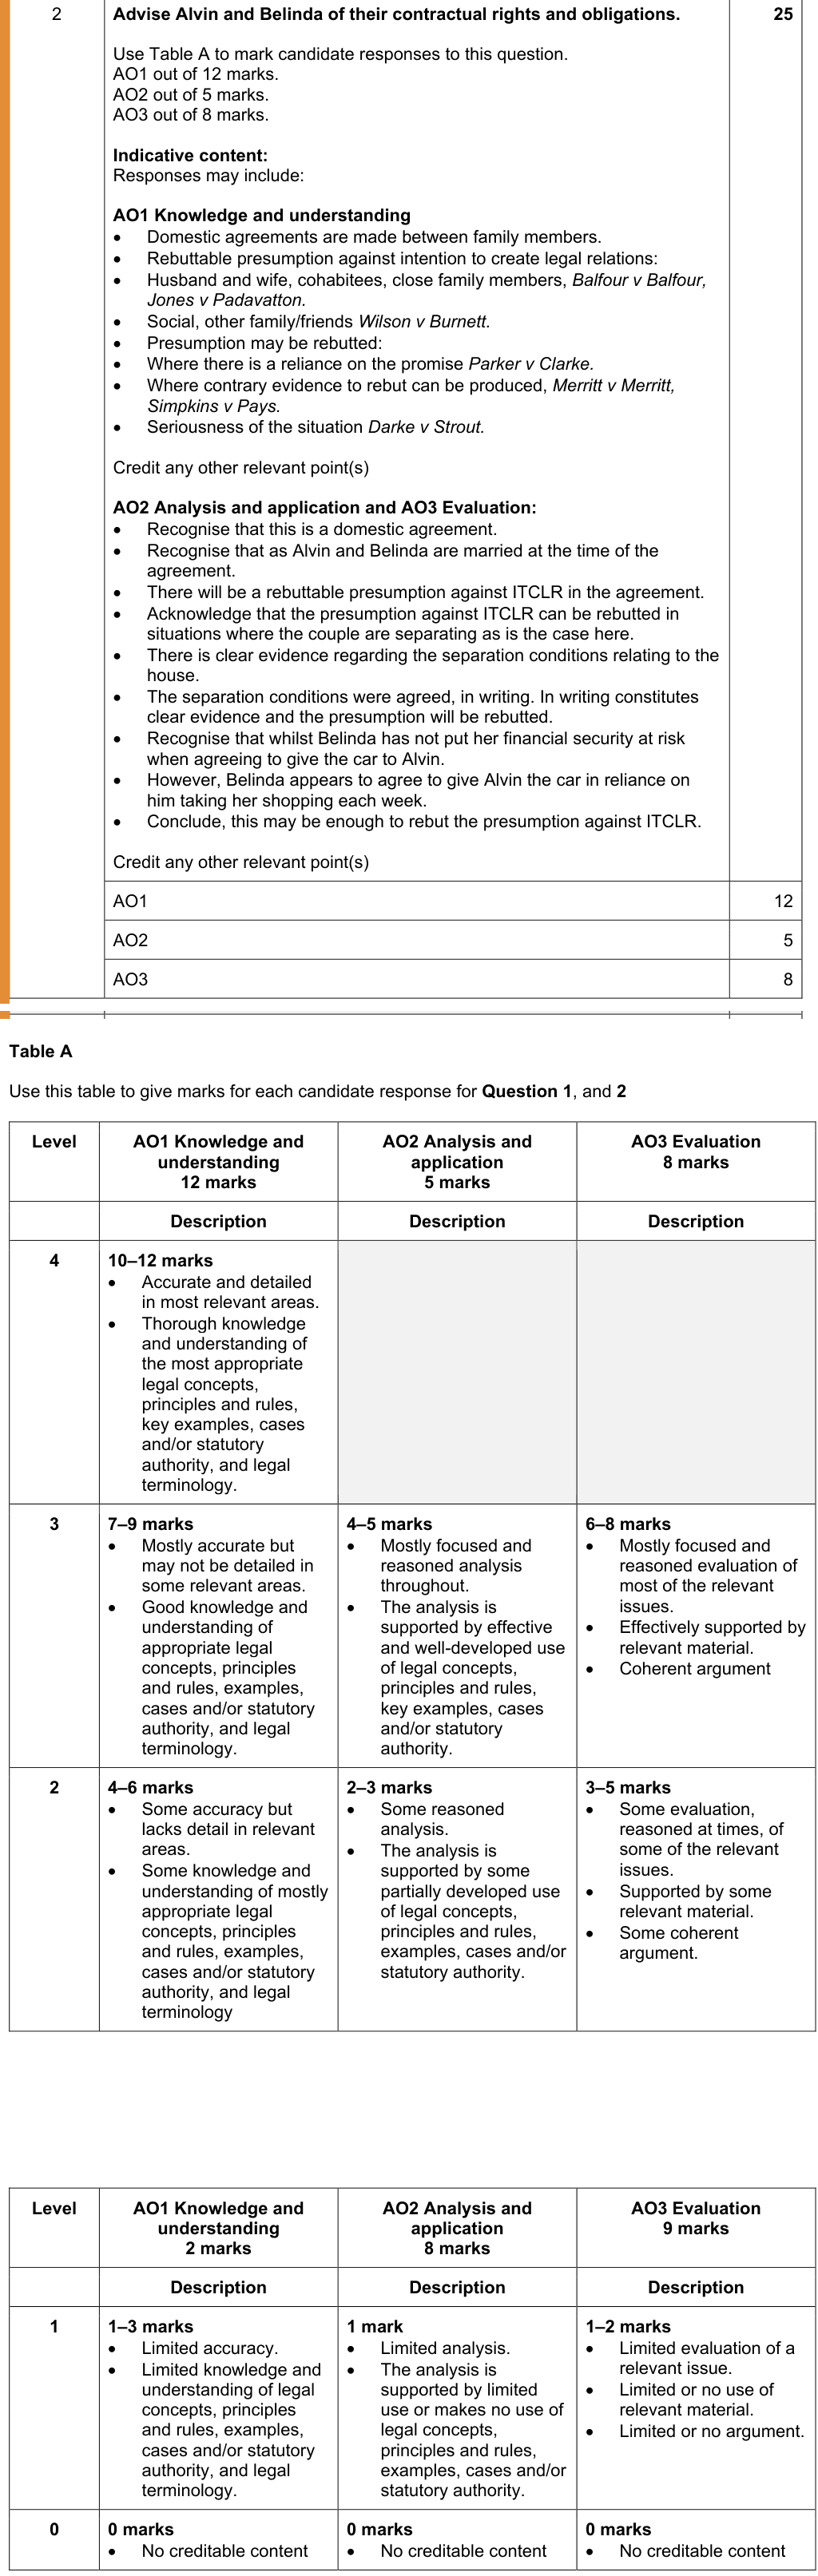 2
Advise Alvin and Belinda of their contractual rights and obligations.
25
Use Table A to mark candidate responses to this question.
AO1 out of 12 marks.
AO2 out of 5 marks.
AO3 out of 8 marks.
Indicative content:
Responses may include:
AO1 Knowledge and understanding
• Domestic agreements are made between family members.
• Rebuttable presumption against intention to create legal relations:
• Husband and wife, cohabitees, close family members, Balfour v Balfour,
Jones v Padavatton.
• Social, other family/friends Wilson v Burnett.
• Presumption may be rebutted:
• Where there is a reliance on the promise Parker v Clarke.
• Where contrary evidence to rebut can be produced, Merritt v Merritt,
Simpkins v Pays.
• Seriousness of the situation Darke v Strout.
Credit any other relevant point(s)
AO2 Analysis and application and AO3 Evaluation:
• Recognise that this is a domestic agreement.
• Recognise that as Alvin and Belinda are married at the time of the
agreement.
• There will be a rebuttable presumption against ITCLR in the agreement.
• Acknowledge that the presumption against ITCLR can be rebutted in
situations where the couple are separating as is the case here.
• There is clear evidence regarding the separation conditions relating to the
house.
• The separation conditions were agreed, in writing. In writing constitutes
clear evidence and the presumption will be rebutted.
• Recognise that whilst Belinda has not put her financial security at risk
when agreeing to give the car to Alvin.
• However, Belinda appears to agree to give Alvin the car in reliance on
him taking her shopping each week.
• Conclude, this may be enough to rebut the presumption against ITCLR.
Credit any other relevant point(s)
AO1
12
AO2
5
AO3
8
Table A
Use this table to give marks for each candidate response for Question 1, and 2
Level
AO1 Knowledge and
understanding
12 marks
AO2 Analysis and
application
5 marks
AO3 Evaluation
8 marks
Description
Description
Description
4
10–12 marks
• Accurate and detailed
in most relevant areas.
• Thorough knowledge
and understanding of
the most appropriate
legal concepts,
principles and rules,
key examples, cases
and/or statutory
authority, and legal
terminology.
3
7–9 marks
• Mostly accurate but
may not be detailed in
some relevant areas.
• Good knowledge and
understanding of
appropriate legal
concepts, principles
and rules, examples,
cases and/or statutory
authority, and legal
terminology.
4–5 marks
• Mostly focused and
reasoned analysis
throughout.
• The analysis is
supported by effective
and well-developed use
of legal concepts,
principles and rules,
key examples, cases
and/or statutory
authority.
6–8 marks
• Mostly focused and
reasoned evaluation of
most of the relevant
issues.
• Effectively supported by
relevant material.
• Coherent argument
2
4–6 marks
• Some accuracy but
lacks detail in relevant
areas.
• Some knowledge and
understanding of mostly
appropriate legal
concepts, principles
and rules, examples,
cases and/or statutory
authority, and legal
terminology
2–3 marks
• Some reasoned
analysis.
• The analysis is
supported by some
partially developed use
of legal concepts,
principles and rules,
examples, cases and/or
statutory authority.
3–5 marks
• Some evaluation,
reasoned at times, of
some of the relevant
issues.
• Supported by some
relevant material.
• Some coherent
argument.
Level
AO1 Knowledge and
understanding
2 marks
AO2 Analysis and
application
8 marks
AO3 Evaluation
9 marks
Description
Description
Description
1
1–3 marks
• Limited accuracy.
• Limited knowledge and
understanding of legal
concepts, principles
and rules, examples,
cases and/or statutory
authority, and legal
terminology.
1 mark
• Limited analysis.
• The analysis is
supported by limited
use or makes no use of
legal concepts,
principles and rules,
examples, cases and/or
statutory authority.
1–2 marks
• Limited evaluation of a
relevant issue.
• Limited or no use of
relevant material.
• Limited or no argument.
0
0 marks
• No creditable content
0 marks
• No creditable content
0 marks
• No creditable content